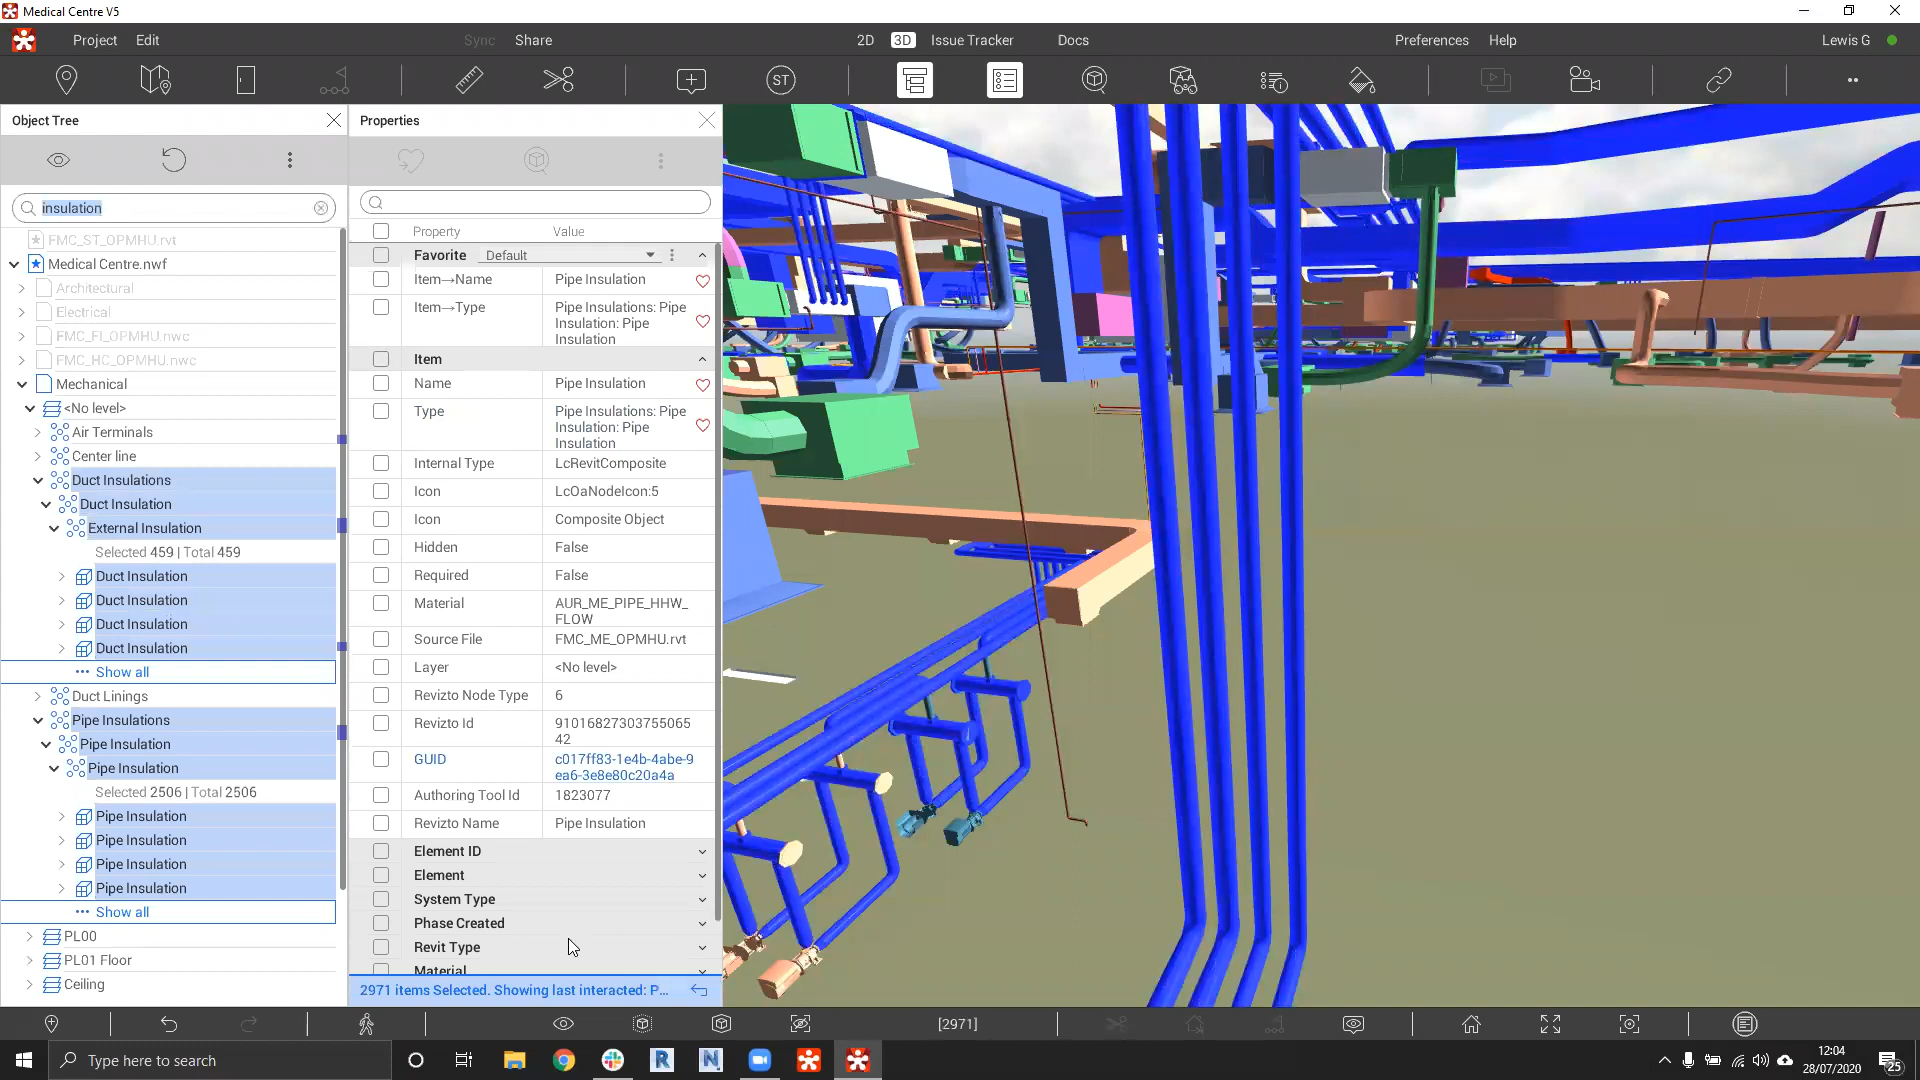 Medical Centre V5
Project Edit Sync Share 2D 3D Issue Tracker Docs Preferences Help Lewis G
ST
Object Tree
insulation
FMC_ST_OPMHU.rvt
Medical Centre.nwf
Architectural
Electrical
FMC_FI_OPMHU.nwc
FMC_HC_OPMHU.nwc
Mechanical
<No level>
Air Terminals
Center line
Duct Insulations
Duct Insulation
External Insulation
Selected 459 | Total 459
Duct Insulation
Duct Insulation
Duct Insulation
Duct Insulation
••• Show all
Duct Linings
Pipe Insulations
Pipe Insulation
Pipe Insulation
Selected 2506 | Total 2506
Pipe Insulation
Pipe Insulation
Pipe Insulation
Pipe Insulation
••• Show all
PL00
PL01 Floor
Ceiling
Properties
Property Value
Favorite Default
Item→Name Pipe Insulation
Item→Type Pipe Insulations: Pipe
Insulation: Pipe
Insulation
Item
Name Pipe Insulation
Type Pipe Insulations: Pipe
Insulation: Pipe
Insulation
Internal Type LcRevitComposite
Icon LcOaNodeIcon:5
Icon Composite Object
Hidden False
Required False
Material AUR_ME_PIPE_HHW_
FLOW
Source File FMC_ME_OPMHU.rvt
Layer <No level>
Revizto Node Type 6
Revizto Id 91016827303755065
42
GUID c017ff83-1e4b-4abe-9
ea6-3e8e80c20a4a
Authoring Tool Id 1823077
Revizto Name Pipe Insulation
Element ID
Element
System Type
Phase Created
Revit Type
Material
2971 items Selected. Showing last interacted: P...
[2971]
Type here to search
R N
12:04
28/07/2020
25